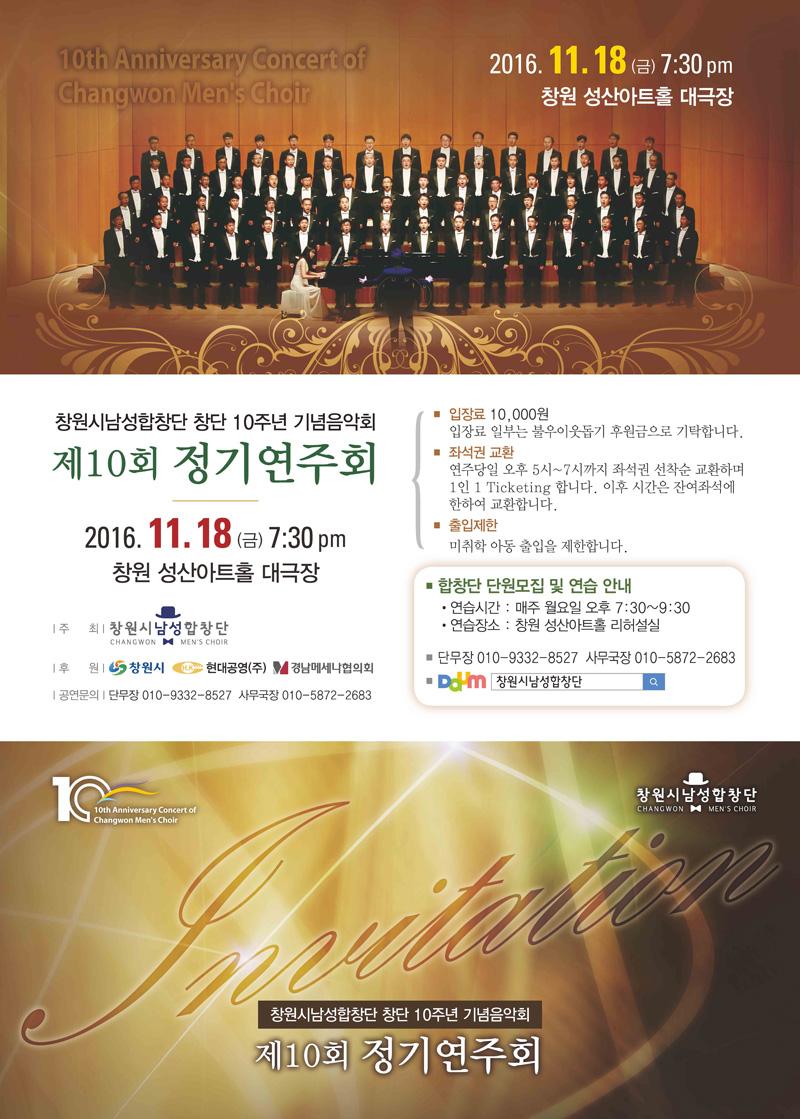 10th Anniversary Concert of
Changwon Men's Choir
2016. 11. 18 (금) 7:30 pm
창원 성산아트홀 대극장
창원시남성합창단 창단 10주년 기념음악회
제10회 정기연주회
2016. 11. 18 (금) 7:30 pm
창원 성산아트홀 대극장
| 주 최 | 창원시남성합창단
CHANGWON MEN'S CHOIR
| 후 원 | 창원시 현대공영(주) 경남메세나협의회
| 공연문의 | 단무장 010-9332-8527 사무국장 010-5872-2683
■ 입장료 10,000원
입장료 일부는 불우이웃돕기 후원금으로 기탁합니다.
■ 좌석권 교환
연주당일 오후 5시~7시까지 좌석권 선착순 교환하며
1인 1 Ticketing 합니다. 이후 시간은 잔여좌석에
한하여 교환합니다.
■ 출입제한
미취학 아동 출입을 제한합니다.
■ 합창단 단원모집 및 연습 안내
• 연습시간 : 매주 월요일 오후 7:30~9:30
• 연습장소 : 창원 성산아트홀 리허설실
■ 단무장 010-9332-8527 사무국장 010-5872-2683
■ Daum 창원시남성합창단
10
10th Anniversary Concert of
Changwon Men's Choir
창원시남성합창단
CHANGWON MEN'S CHOIR
Invitation
창원시남성합창단 창단 10주년 기념음악회
제10회 정기연주회